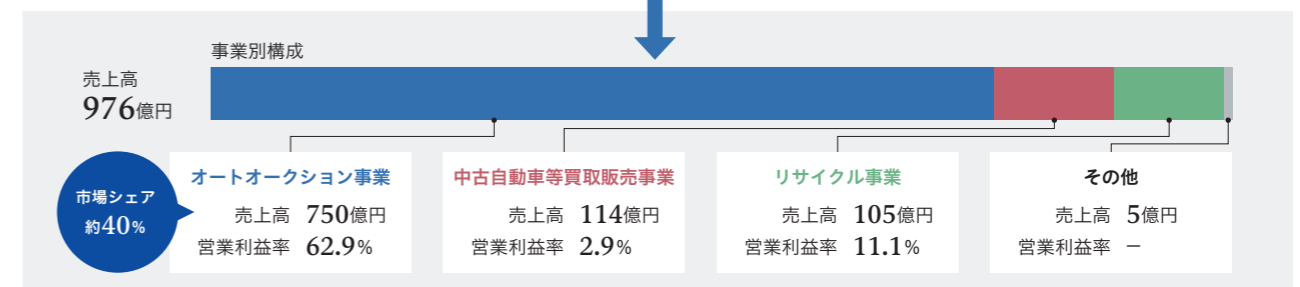 事業別構成
売上高
976億円
市場シェア
約40%
オートオークション事業
売上高 750億円
営業利益率 62.9%
中古自動車等買取販売事業
売上高 114億円
営業利益率 2.9%
リサイクル事業
売上高 105億円
営業利益率 11.1%
その他
売上高 5億円
営業利益率 －